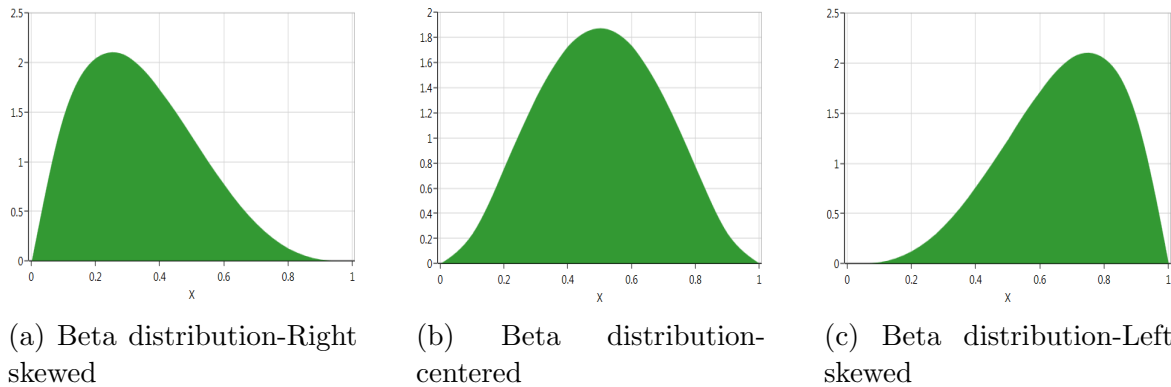 2.5
2
1.5
1
0.5
0
0 0.2 0.4 0.6 0.8 1
X
(a) Beta distribution-Right
skewed
2
1.8
1.6
1.4
1.2
1
0.8
0.6
0.4
0.2
0
0 0.2 0.4 0.6 0.8 1
X
(b) Beta distribution-
centered
2.5
2
1.5
1
0.5
0
0 0.2 0.4 0.6 0.8 1
X
(c) Beta distribution-Left
skewed